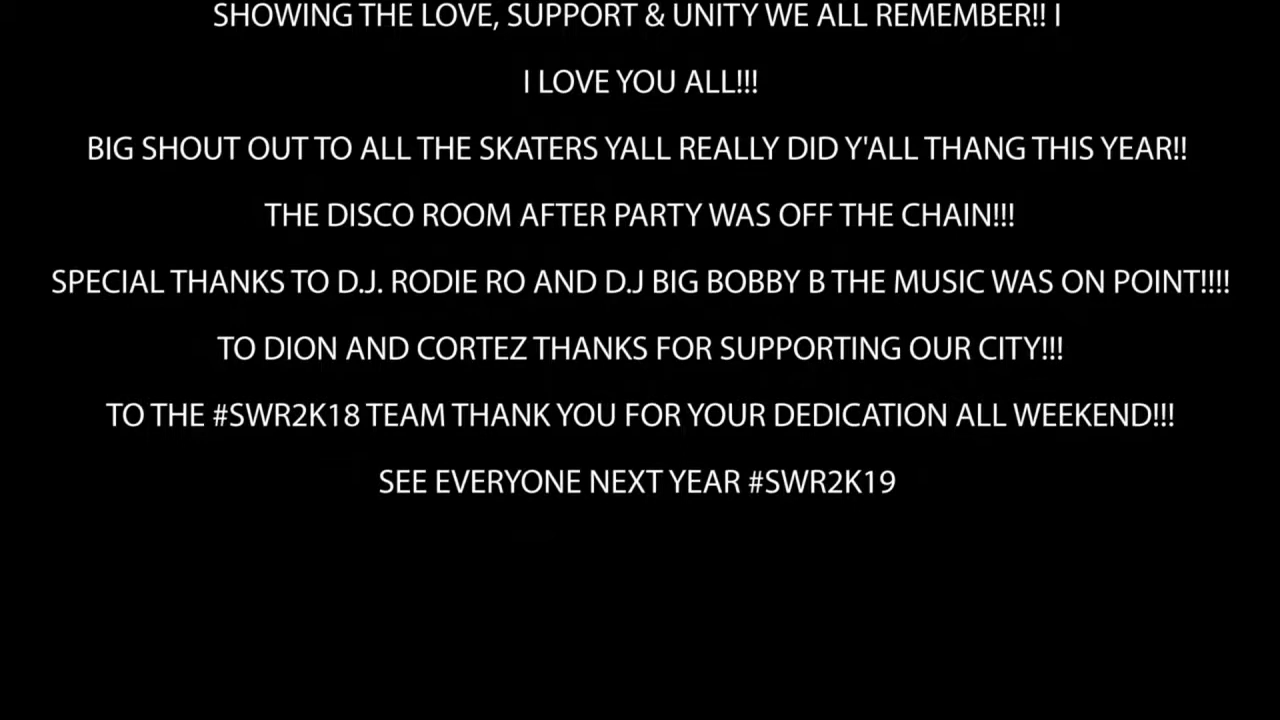 SHOWING THE LOVE, SUPPORT & UNITY WE ALL REMEMBER!! I
I LOVE YOU ALL!!!
BIG SHOUT OUT TO ALL THE SKATERS YALL REALLY DID Y'ALL THANG THIS YEAR!!
THE DISCO ROOM AFTER PARTY WAS OFF THE CHAIN!!!
SPECIAL THANKS TO D.J. RODIE RO AND D.J BIG BOBBY B THE MUSIC WAS ON POINT!!!!
TO DION AND CORTEZ THANKS FOR SUPPORTING OUR CITY!!!
TO THE #SWR2K18 TEAM THANK YOU FOR YOUR DEDICATION ALL WEEKEND!!!
SEE EVERYONE NEXT YEAR #SWR2K19